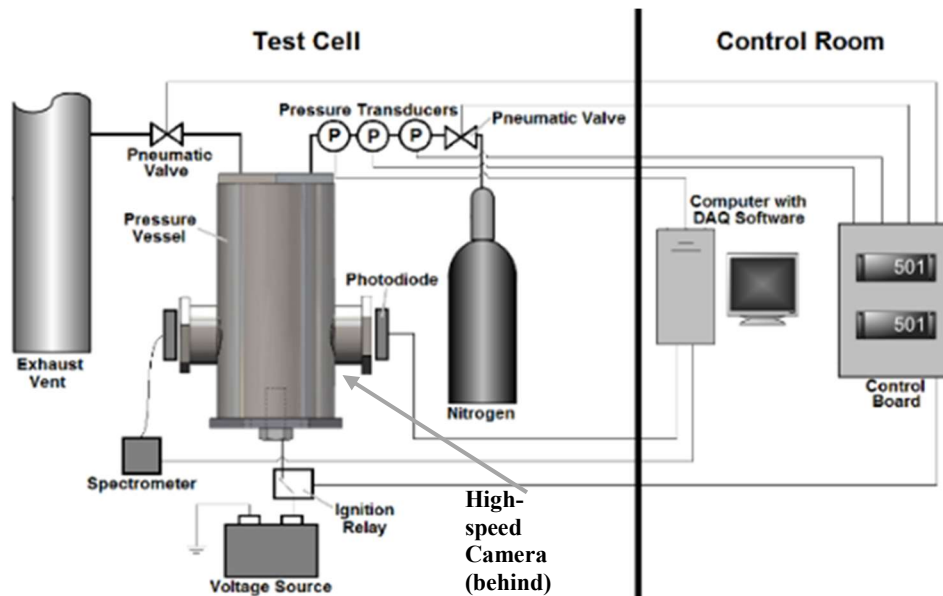 Test Cell
Control Room
Pressure Transducers
P P P
Pneumatic Valve
Pneumatic
Valve
Pressure
Vessel
Computer with
DAQ Software
Photodiode
501
501
Exhaust
Vent
Nitrogen
Control
Board
Spectrometer
Ignition
Relay
High-
speed
Camera
(behind)
Voltage Source